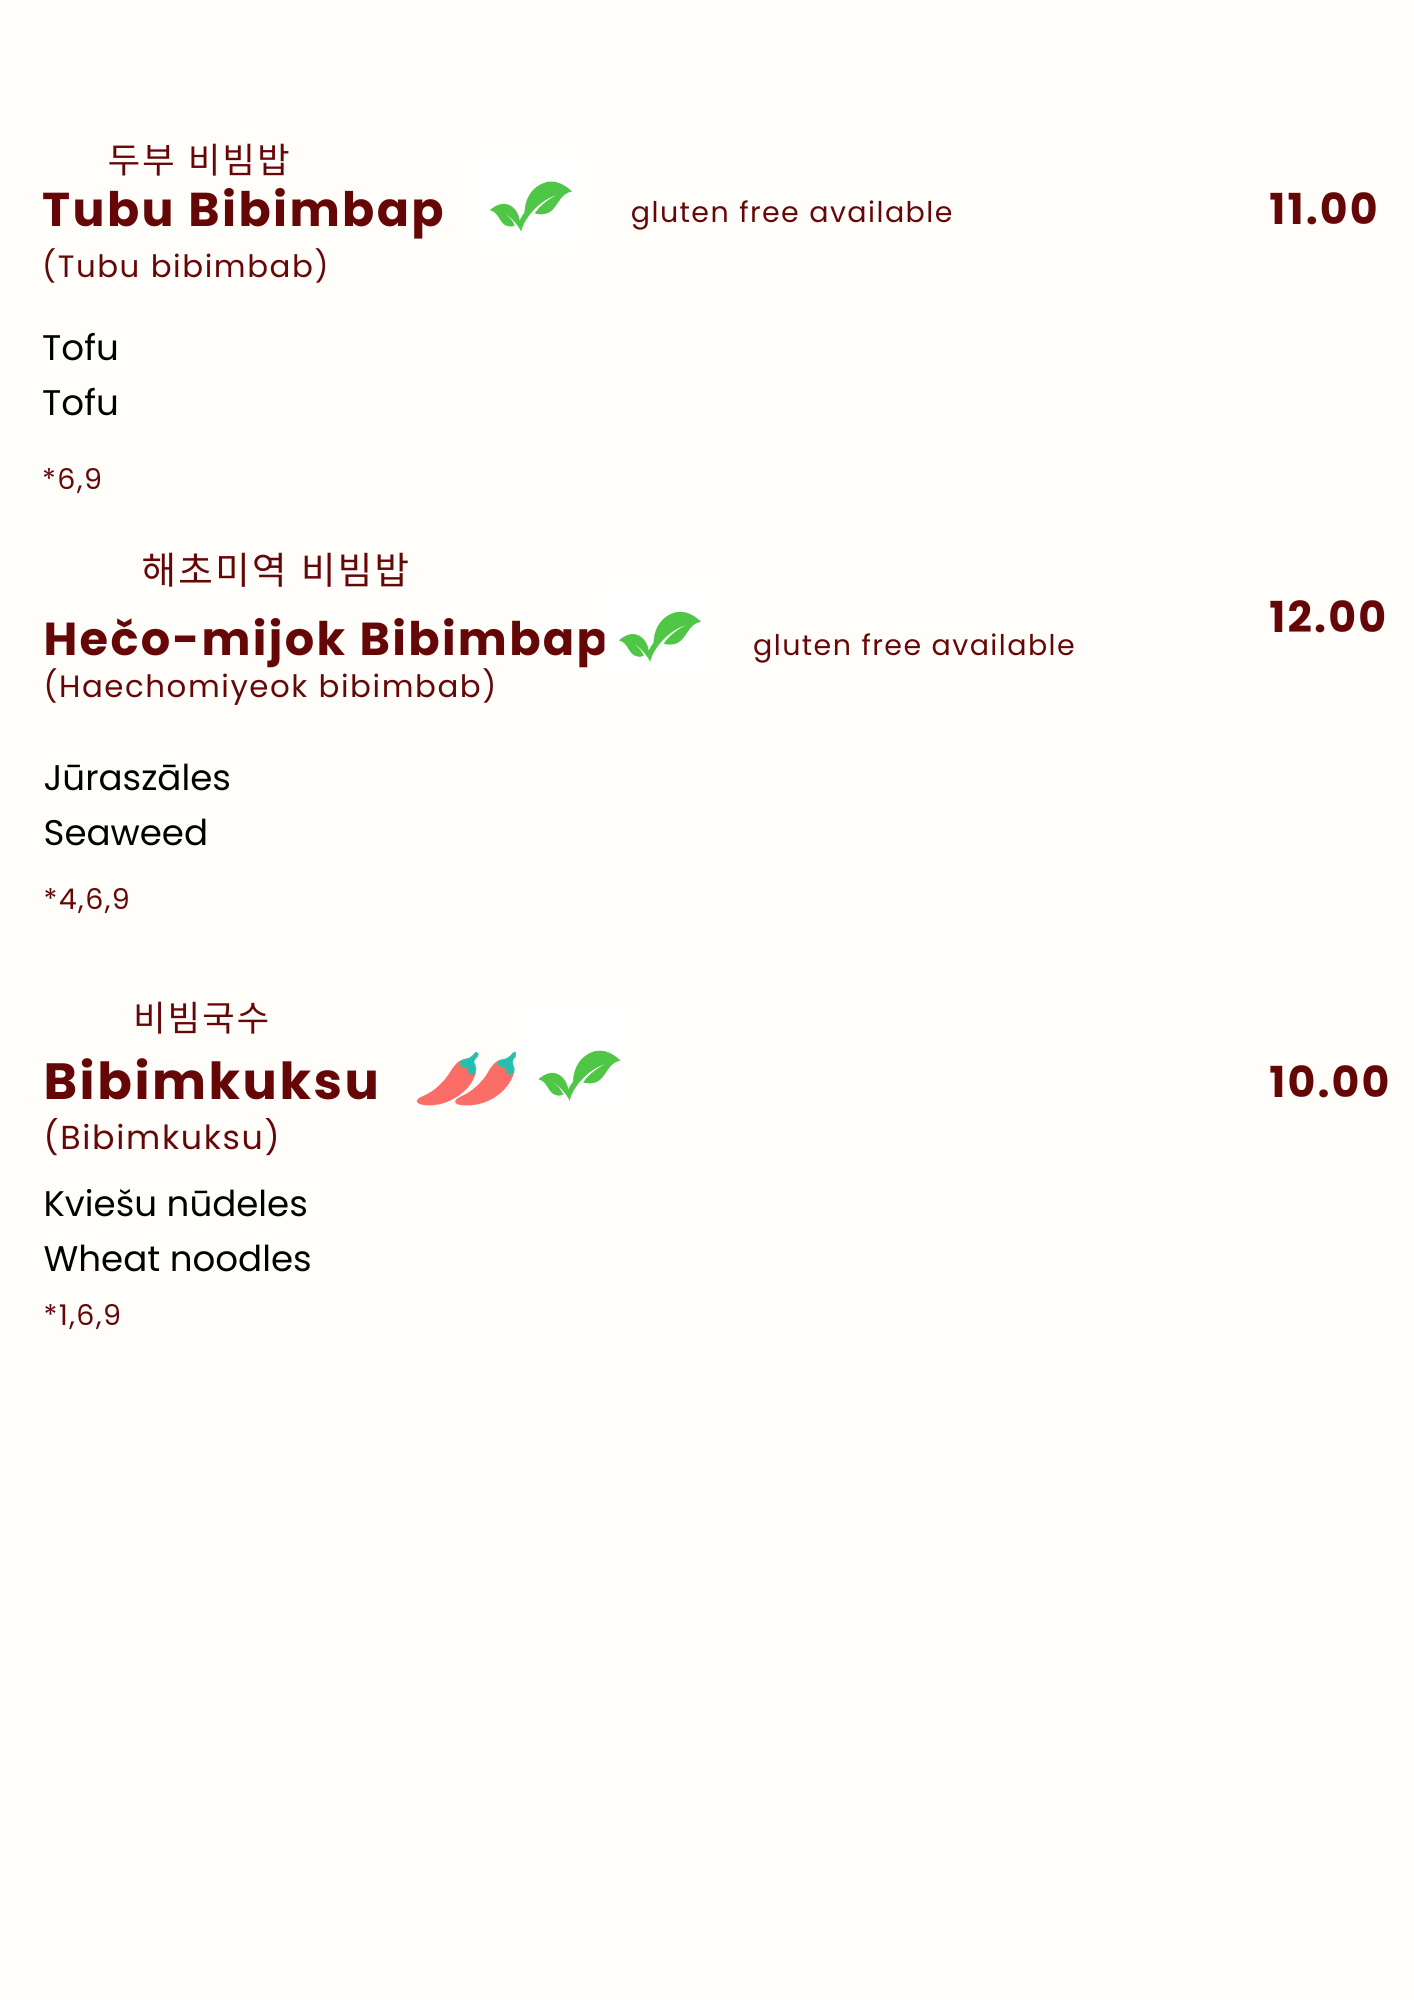 두부 비빔밥
Tubu Bibimbap gluten free available 11.00
(Tubu bibimbab)
Tofu
Tofu
*6,9
해초미역 비빔밥
Hečo-mijok Bibimbap gluten free available 12.00
(Haechomiyeok bibimbab)
Jūraszāles
Seaweed
*4,6,9
비빔국수
Bibimkuksu 10.00
(Bibimkuksu)
Kviešu nūdeles
Wheat noodles
*1,6,9